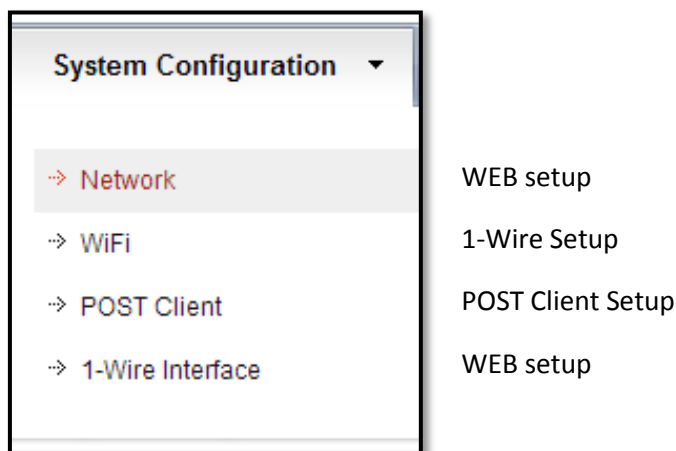 System Configuration
Network WEB setup
WiFi 1-Wire Setup
POST Client POST Client Setup
1-Wire Interface WEB setup